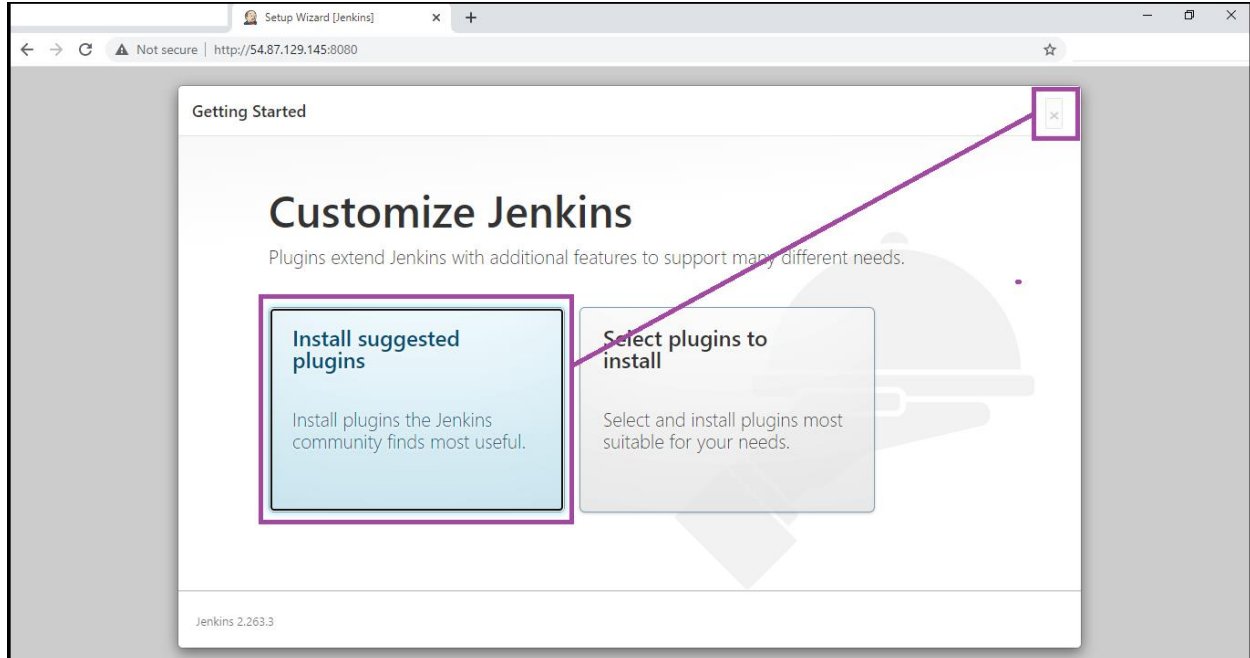 Setup Wizard [Jenkins]
Not secure | http://54.87.129.145:8080
Getting Started
Customize Jenkins
Plugins extend Jenkins with additional features to support many different needs.
Install suggested
plugins
Install plugins the Jenkins
community finds most useful.
Select plugins to
install
Select and install plugins most
suitable for your needs.
Jenkins 2.263.3